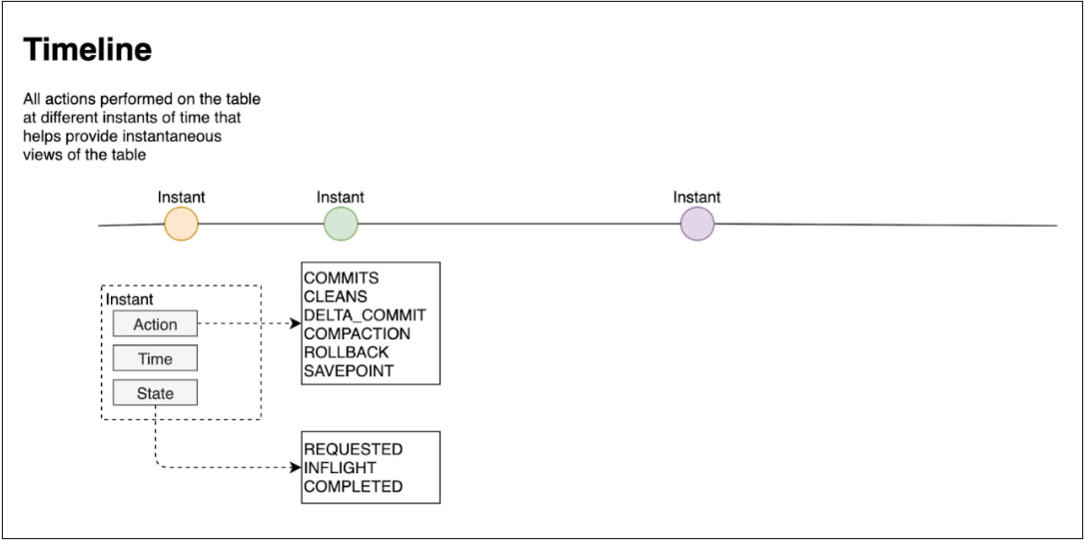 Timeline
All actions performed on the table
at different instants of time that
helps provide instantaneous
views of the table
Instant
Instant
Instant
Instant
Action
Time
State
COMMITS
CLEANS
DELTA_COMMIT
COMPACTION
ROLLBACK
SAVEPOINT
REQUESTED
INFLIGHT
COMPLETED